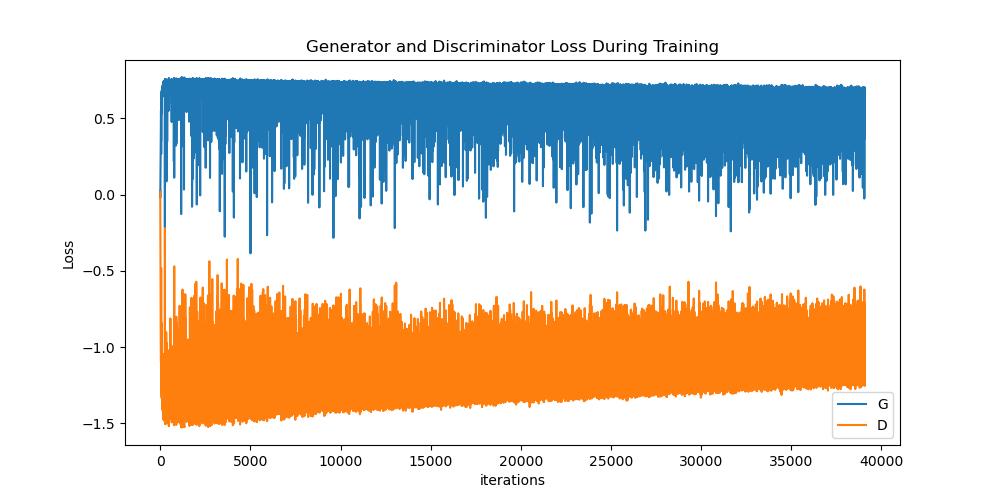 Generator and Discriminator Loss During Training
Loss
0.5
0.0
−0.5
−1.0
−1.5
0 5000 10000 15000 20000 25000 30000 35000 40000
iterations
G
D